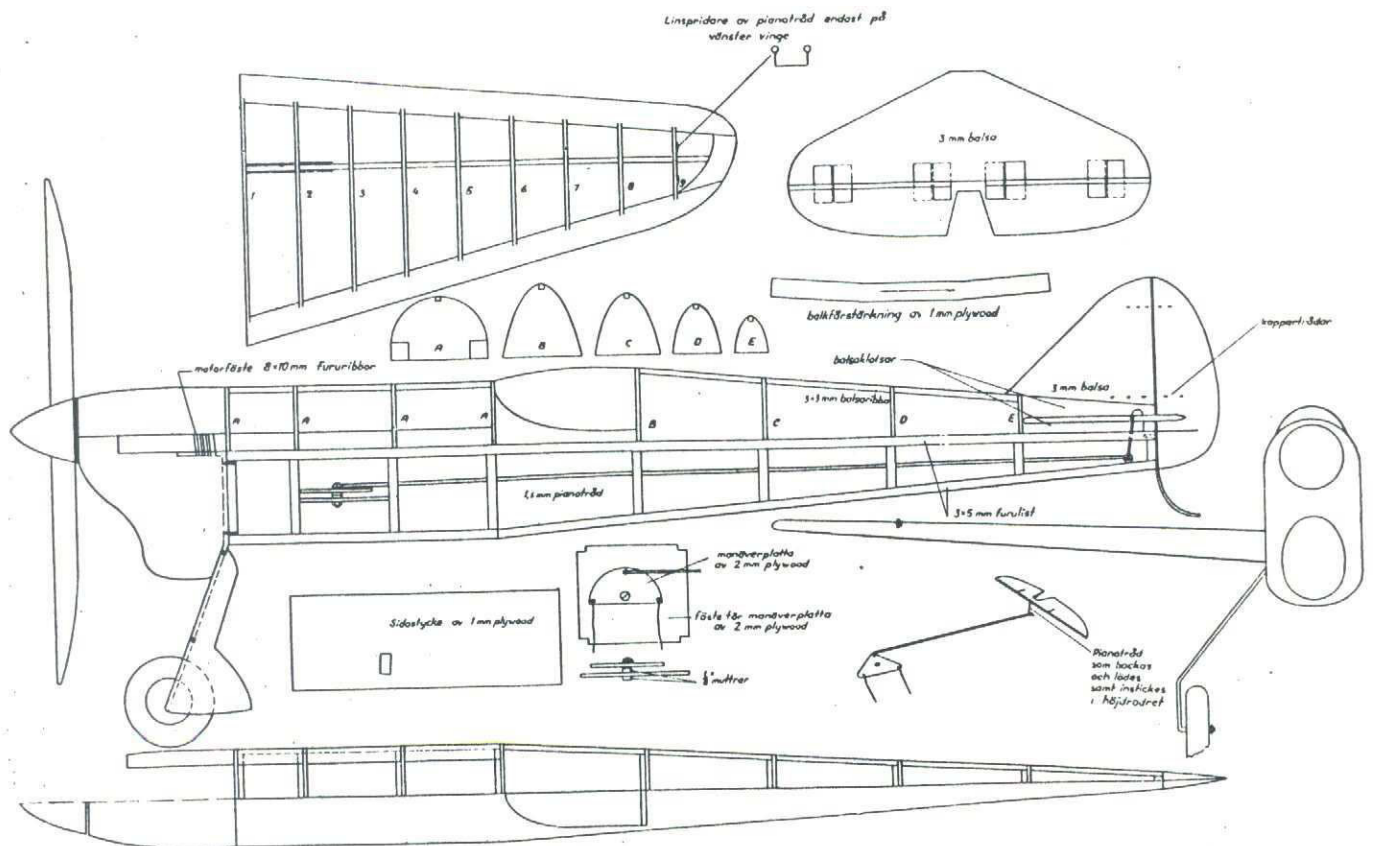 Linspridare av pianotråd endast på
vänster vinge
3 mm balsa
1
2
3
4
5
6
7
8
9
balkförstärkning av 1 mm plywood
A
B
C
D
E
koppartrådar
motorfäste 8×10 mm Fururibbor
balsaklotsar
3 mm balsa
3×3 mm balsaribba
A
A
A
A
B
C
D
E
1,5 mm pianotråd
3×5 mm furulist
manöverplatta
av 2 mm plywood
Sidostycke av 1 mm plywood
fäste för manöverplatta
av 2 mm plywood
muttrar
Pianotråd
som bockas
och lödes
samt instickes
i höjdrodret